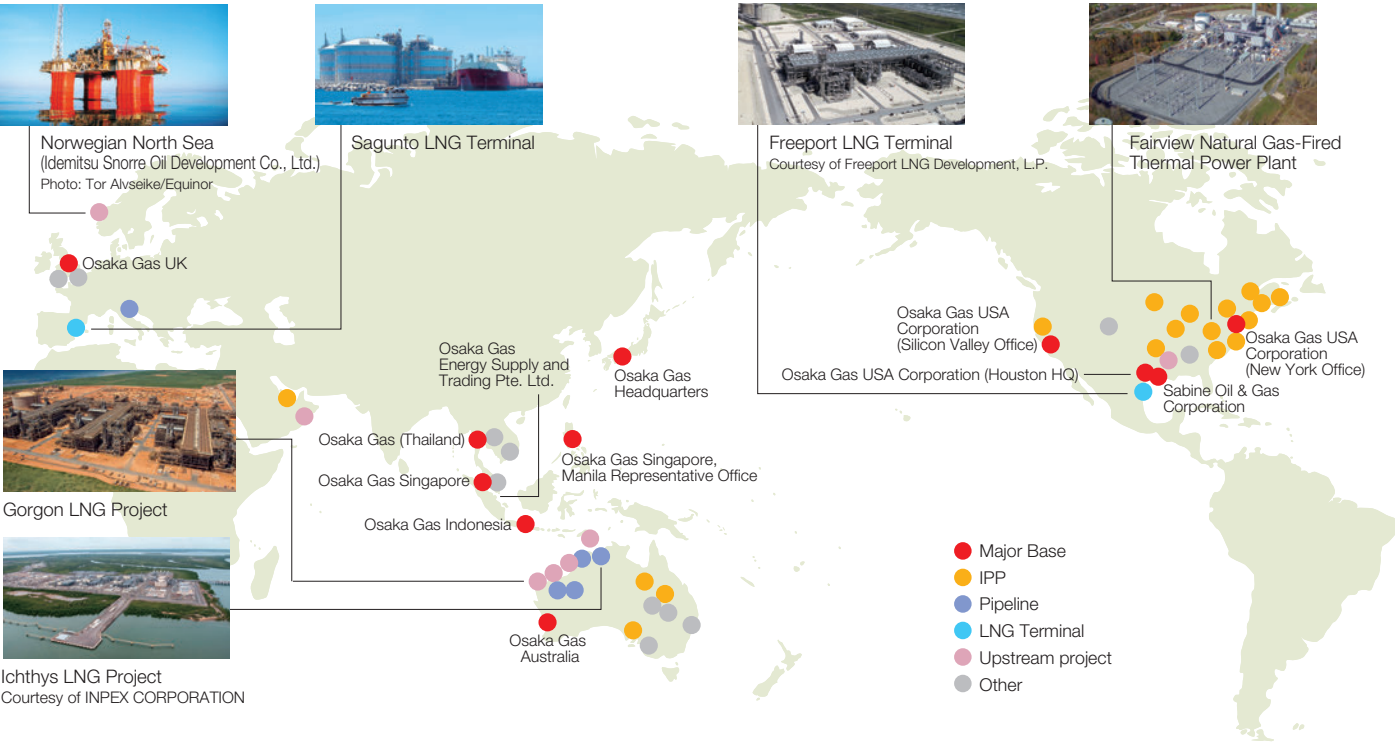 Norwegian North Sea
(Idemitsu Snorre Oil Development Co., Ltd.)
Photo: Tor Alvseike/Equinor
Sagunto LNG Terminal
Freeport LNG Terminal
Courtesy of Freeport LNG Development, L.P.
Fairview Natural Gas-Fired
Thermal Power Plant
Osaka Gas UK
Osaka Gas
Energy Supply and
Trading Pte. Ltd.
Osaka Gas
Headquarters
Osaka Gas USA
Corporation
(Silicon Valley Office)
Osaka Gas USA Corporation (Houston HQ)
Osaka Gas USA
Corporation
(New York Office)
Sabine Oil & Gas
Corporation
Osaka Gas (Thailand)
Osaka Gas Singapore
Osaka Gas Singapore,
Manila Representative Office
Osaka Gas Indonesia
Gorgon LNG Project
Osaka Gas
Australia
Ichthys LNG Project
Courtesy of INPEX CORPORATION
Major Base
IPP
Pipeline
LNG Terminal
Upstream project
Other